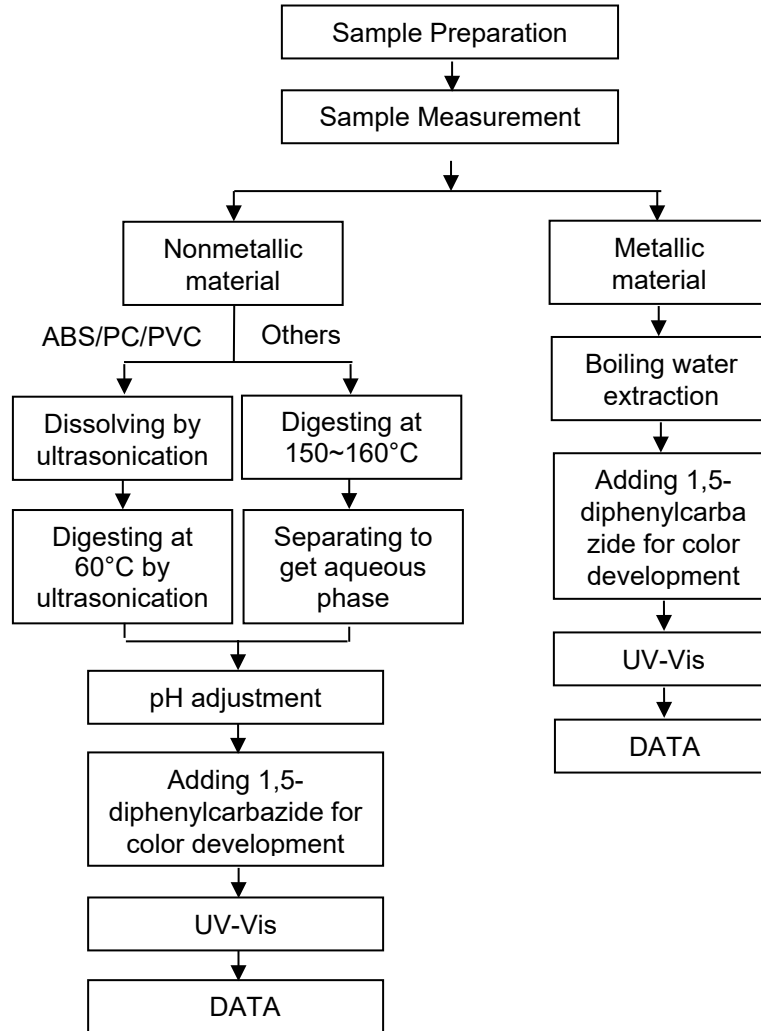 Sample Preparation
Sample Measurement
Nonmetallic
material
Metallic
material
ABS/PC/PVC
Others
Boiling water
extraction
Dissolving by
ultrasonication
Digesting at
150~160°C
Adding 1,5-
diphenylcarba
zide for color
development
Digesting at
60°C by
ultrasonication
Separating to
get aqueous
phase
UV-Vis
pH adjustment
DATA
Adding 1,5-
diphenylcarbazide for
color development
UV-Vis
DATA